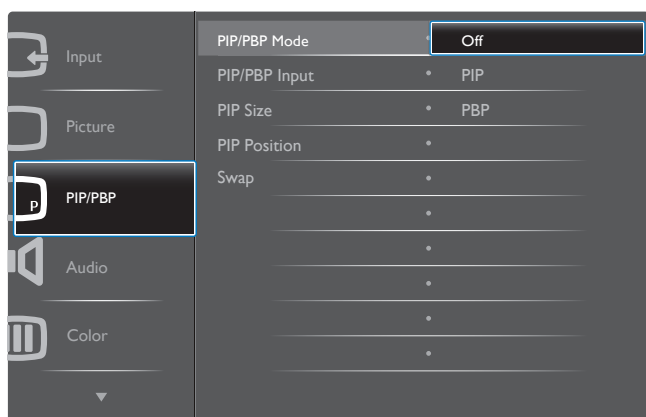 Input
Picture
P
PIP/PBP
Audio
Color
PIP/PBP Mode
Off
PIP/PBP Input
PIP
PIP Size
PBP
PIP Position
Swap